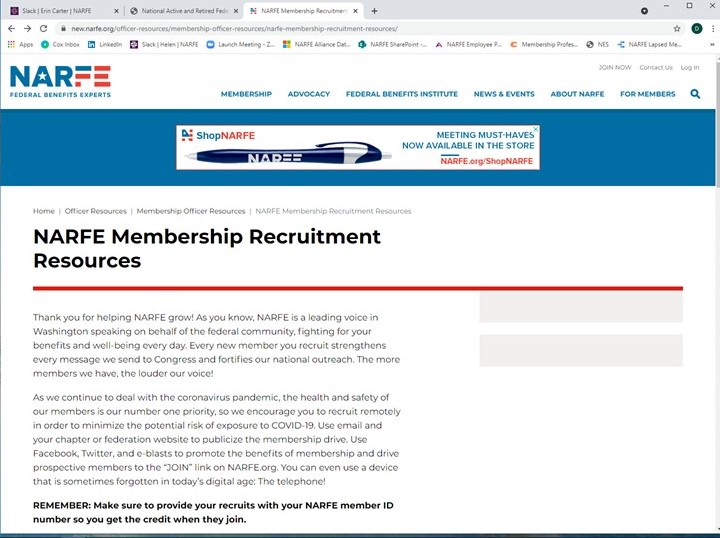 Slack | Erin Carter | NARFE
National Active and Retired Fede
NARFE Membership Recruitment
new.narfe.org/officer-resources/membership-officer-resources/narfe-membership-recruitment-resources/
D
Apps Cox Inbox LinkedIn Slack | Helen | NARFE Launch Meeting - Z... NARFE Alliance Dat... NARFE SharePoint -... NARFE Employee P... Membership Profes... NES NARFE Lapsed Me... »
JOIN NOW Contact Us Log In
NARFE
FEDERAL BENEFITS EXPERTS
MEMBERSHIP ADVOCACY FEDERAL BENEFITS INSTITUTE NEWS & EVENTS ABOUT NARFE FOR MEMBERS
ShopNARFE
NARFE
MEETING MUST-HAVES
NOW AVAILABLE IN THE STORE
NARFE.org/ShopNARFE
Home | Officer Resources | Membership Officer Resources | NARFE Membership Recruitment Resources
NARFE Membership Recruitment
Resources
Thank you for helping NARFE grow! As you know, NARFE is a leading voice in
Washington speaking on behalf of the federal community, fighting for your
benefits and well-being every day. Every new member you recruit strengthens
every message we send to Congress and fortifies our national outreach. The more
members we have, the louder our voice!
As we continue to deal with the coronavirus pandemic, the health and safety of
our members is our number one priority, so we encourage you to recruit remotely
in order to minimize the potential risk of exposure to COVID-19. Use email and
your chapter or federation website to publicize the membership drive. Use
Facebook, Twitter, and e-blasts to promote the benefits of membership and drive
prospective members to the “JOIN” link on NARFE.org. You can even use a device
that is sometimes forgotten in today’s digital age: The telephone!
REMEMBER: Make sure to provide your recruits with your NARFE member ID
number so you get the credit when they join.